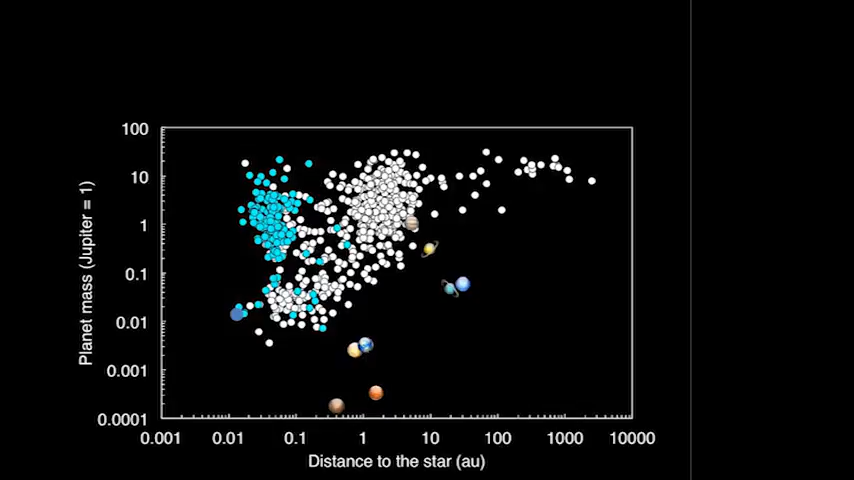 100
10
1
0.1
0.01
0.001
0.0001
Planet mass (Jupiter = 1)
0.001 0.01 0.1 1 10 100 1000 10000
Distance to the star (au)